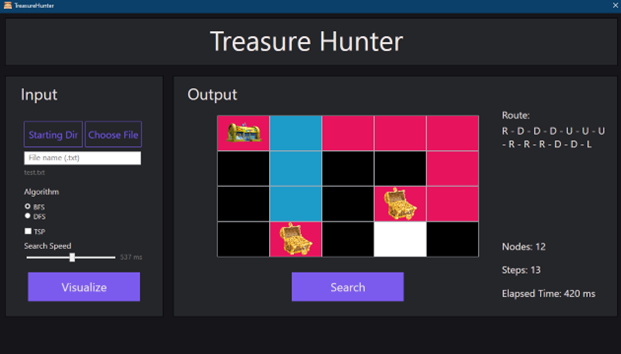 TreasureHunter
Treasure Hunter
Input
Starting Dir
Choose File
File name (.txt)
test.txt
Algorithm
BFS
DFS
TSP
Search Speed
537 ms
Visualize
Output
Search
Route:
R - D - D - D - U - U - U
- R - R - R - D - D - L
Nodes: 12
Steps: 13
Elapsed Time: 420 ms